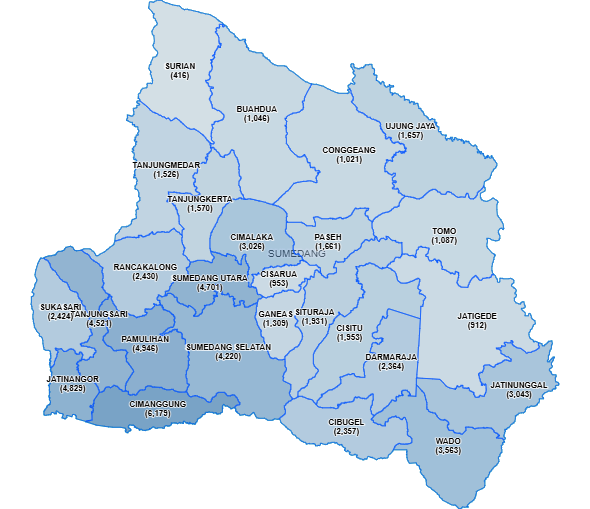 SURIAN
(416)
BUAHDUA
(1,046)
UJUNG JAYA
(1,657)
CONGGEANG
(1,021)
TANJUNGMEDAR
(1,526)
TANJUNGKERTA
(1,570)
CIMALAKA
(3,026)
PASEH
(1,661)
TOMO
(1,087)
SUMEDANG
RANCAKALONG
(2,430)
SUMEDANG UTARA
(4,701)
CISARUA
(953)
SUKASARI
(2,424)
TANJUNGSARI
(4,521)
GANEAS
(1,309)
SITURAJA
(1,931)
CISITU
(1,953)
JATIGEDE
(912)
PAMULIHAN
(4,946)
SUMEDANG SELATAN
(4,220)
DARMARAJA
(2,364)
JATINANGOR
(4,829)
JATINUNGGAL
(3,043)
CIMANGGUNG
(6,179)
CIBUGEL
(2,357)
WADO
(3,563)